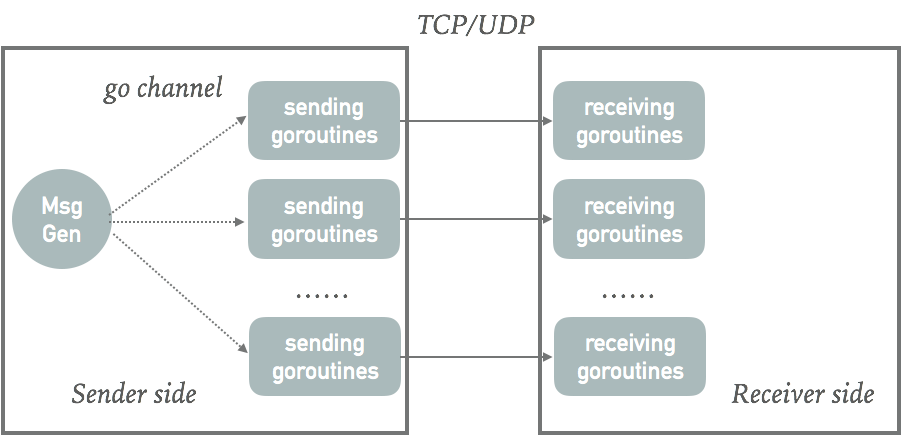 TCP/UDP
go channel
sending
goroutines
receiving
goroutines
Msg
Gen
sending
goroutines
receiving
goroutines
......
......
sending
goroutines
receiving
goroutines
Sender side
Receiver side